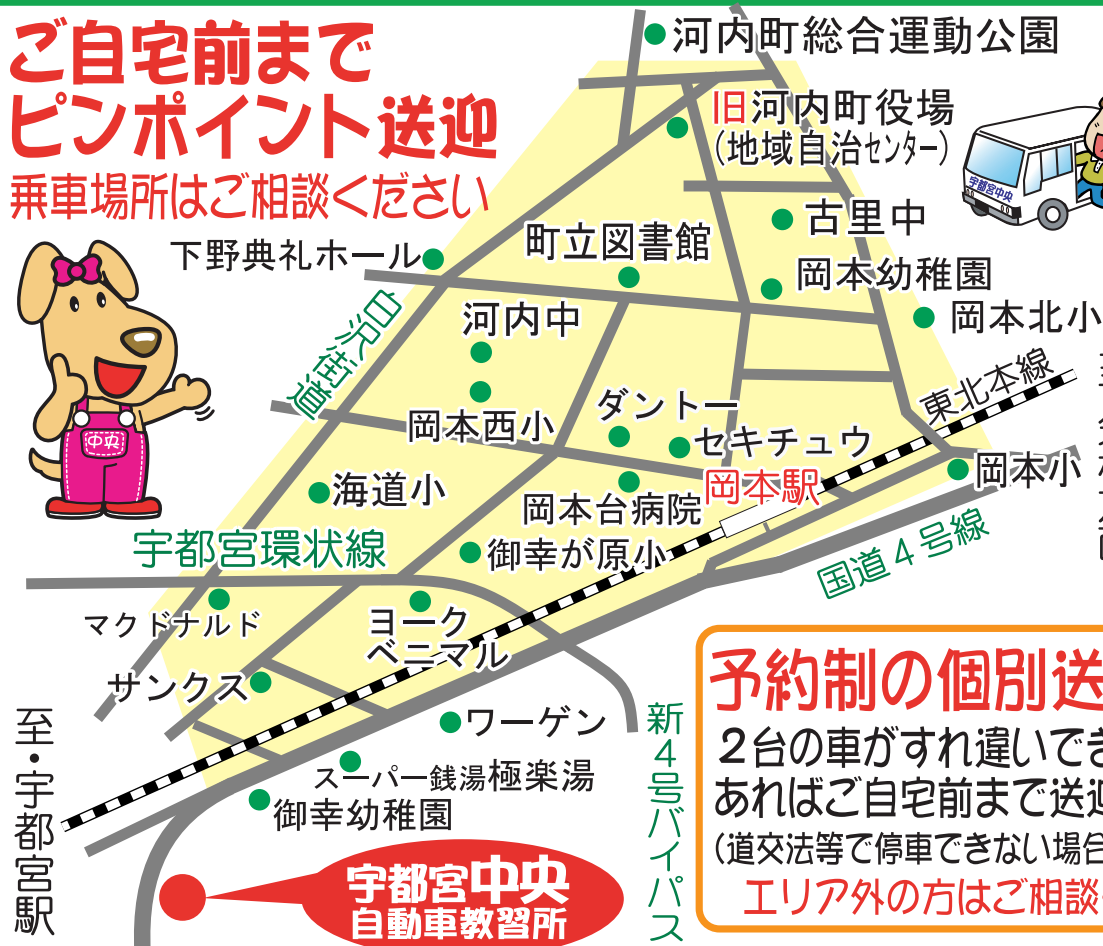 ご自宅前まで
ピンポイント送迎
乗車場所はご相談ください
河内町総合運動公園
旧河内町役場
(地域自治センター)
宇都宮中央
古里中
町立図書館
下野典礼ホール
岡本幼稚園
白沢街道
河内中
岡本北小
東北本線
中央
岡本西小
ダントー
セキチュウ
岡本駅
岡本小
海道小
岡本台病院
宇都宮環状線
御幸が原小
国道4号線
マクドナルド
ヨーク
ベニマル
サンクス
ワーゲン
スーパー銭湯極楽湯
御幸幼稚園
至・宇都宮駅
新4号バイパス
宇都宮中央
自動車教習所
予約制の個別送
2台の車がすれ違いでき
あればご自宅前まで送迎
(道交法等で停車できない場合
エリア外の方はご相談